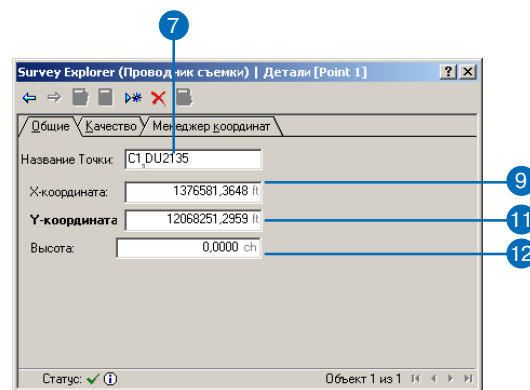 7
Survey Explorer (Проводник съемки) | Детали [Point 1]
Общие Качество Менеджер координат
Название Точки: C1_DU2135
X-координата: 1376581,3648 ft 9
Y-координата 12068251,2959 ft 11
Высота: 0,0000 ch 12
Статус: Объект 1 из 1